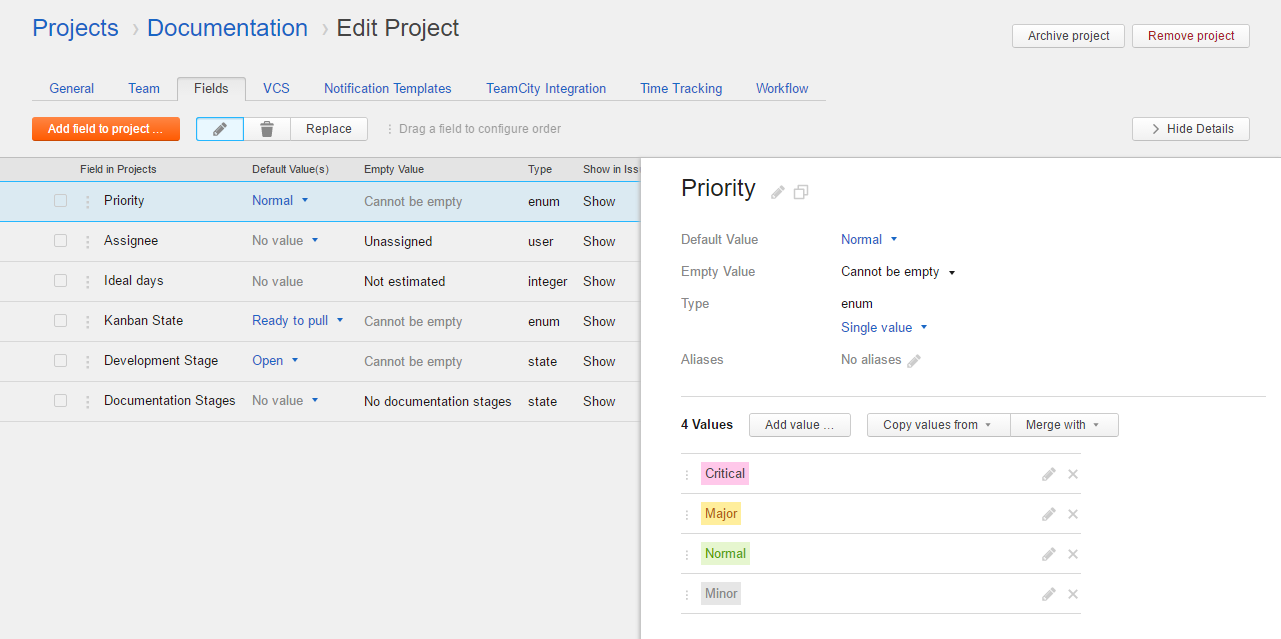 Projects › Documentation › Edit Project
Archive project
Remove project
General
Team
Fields
VCS
Notification Templates
TeamCity Integration
Time Tracking
Workflow
Add field to project ...
Replace
Drag a field to configure order
Hide Details
Field in Projects Default Value(s) Empty Value Type Show in Iss
Priority Normal Cannot be empty enum Show
Assignee No value Unassigned user Show
Ideal days No value Not estimated integer Show
Kanban State Ready to pull Cannot be empty enum Show
Development Stage Open Cannot be empty state Show
Documentation Stages No value No documentation stages state Show
Priority
Default Value Normal
Empty Value Cannot be empty
Type enum
Single value
Aliases No aliases
4 Values
Add value ...
Copy values from
Merge with
Critical
Major
Normal
Minor